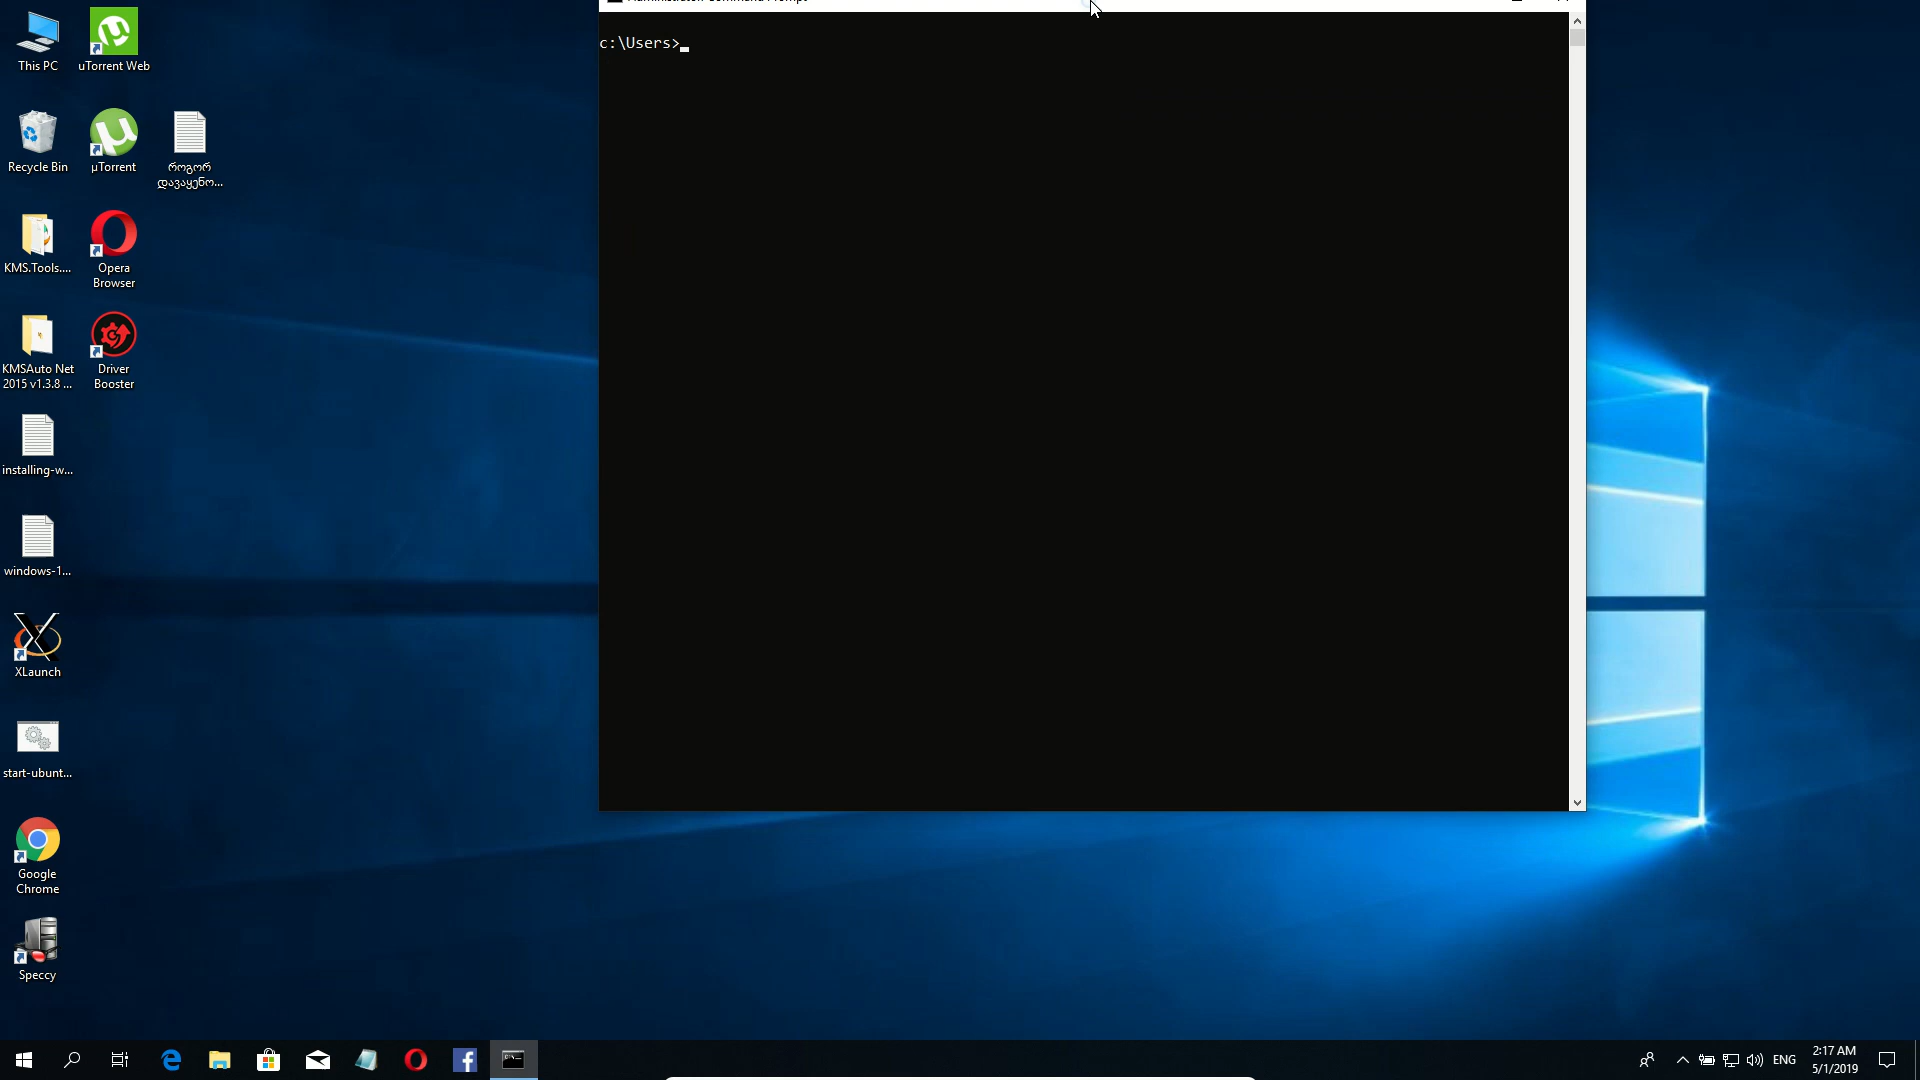 This PC
uTorrent Web
Recycle Bin
µTorrent
როგორ
დავაყენო...
KMS.Tools....
Opera
Browser
KMSAuto Net
2015 v1.3.8 ...
Driver
Booster
installing-w...
windows-1...
XLaunch
start-ubunt...
Google
Chrome
Speccy
c:\Users>
ENG
2:17 AM
5/1/2019